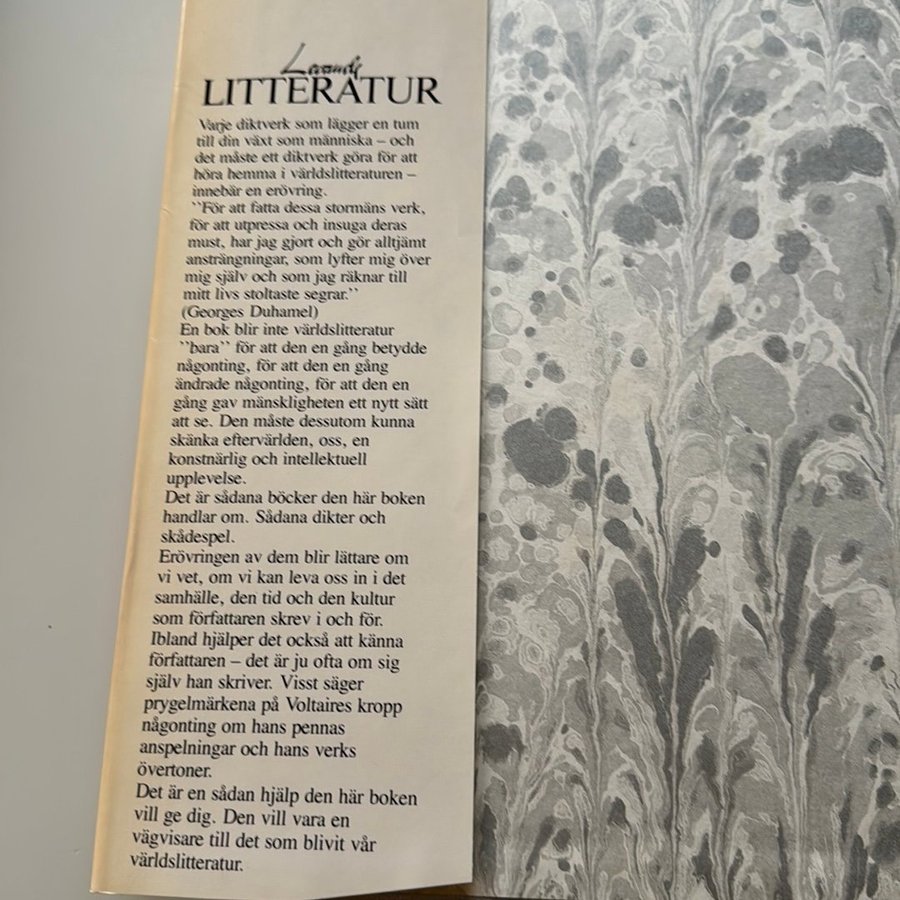 Levande
LITTERATUR
Varje diktverk som lägger en tum
till din växt som människa – och
det måste ett diktverk göra för att
höra hemma i världslitteraturen –
innebär en erövring.
''För att fatta dessa stormäns verk,
för att utpressa och insuga deras
must, har jag gjort och gör alltjämt
ansträngningar, som lyfter mig över
mig själv och som jag räknar till
mitt livs stoltaste segrar.''
(Georges Duhamel)
En bok blir inte världslitteratur
''bara'' för att den en gång betydde
någonting, för att den en gång
ändrade någonting, för att den en
gång gav mänskligheten ett nytt sätt
att se. Den måste dessutom kunna
skänka eftervärlden, oss, en
konstnärlig och intellektuell
upplevelse.
Det är sådana böcker den här boken
handlar om. Sådana dikter och
skådespel.
Erövringen av dem blir lättare om
vi vet, om vi kan leva oss in i det
samhälle, den tid och den kultur
som författaren skrev i och för.
Ibland hjälper det också att känna
författaren – det är ju ofta om sig
själv han skriver. Visst säger
prygelmärkena på Voltaires kropp
någonting om hans pennas
anspelningar och hans verks
övertoner.
Det är en sådan hjälp den här boken
vill ge dig. Den vill vara en
vägvisare till det som blivit vår
världslitteratur.